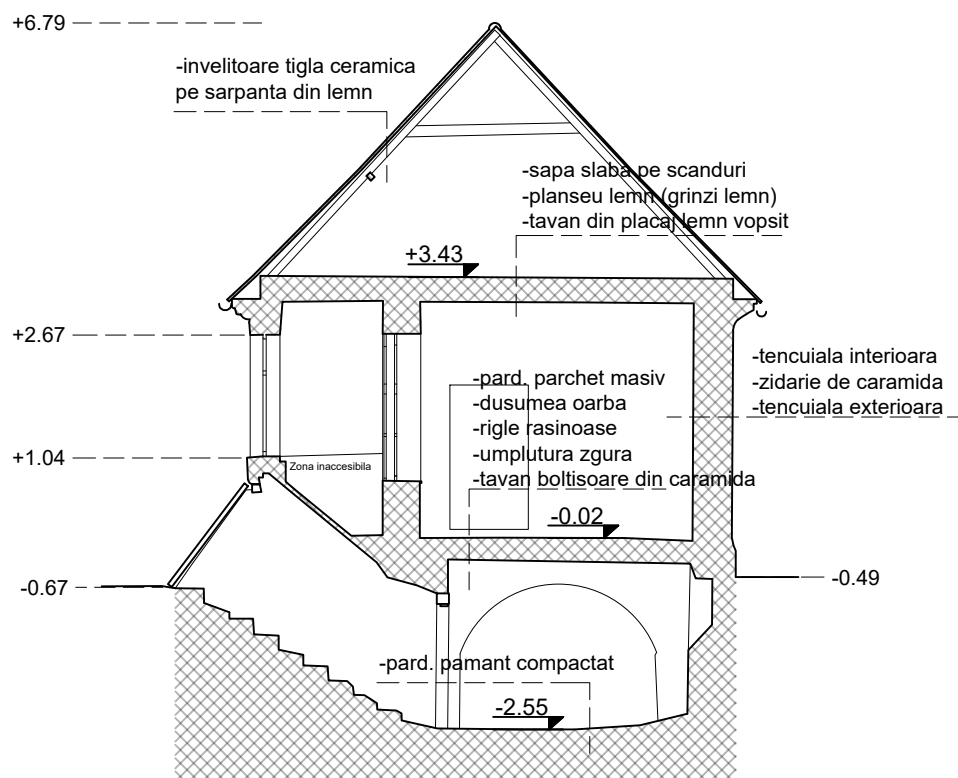 +6.79
-invelitoare tigla ceramica
pe sarpanta din lemn
-sapa slaba pe scanduri
-planseu lemn (grinzi lemn)
-tavan din placaj lemn vopsit
+3.43
+2.67
-tencuiala interioara
-zidarie de caramida
-tencuiala exterioara
-pard. parchet masiv
-dusumea oarba
-rigle rasinoase
-umplutura zgura
-tavan boltisoare din caramida
+1.04
Zona inaccesibila
-0.02
-0.67
-0.49
-pard. pamant compactat
-2.55